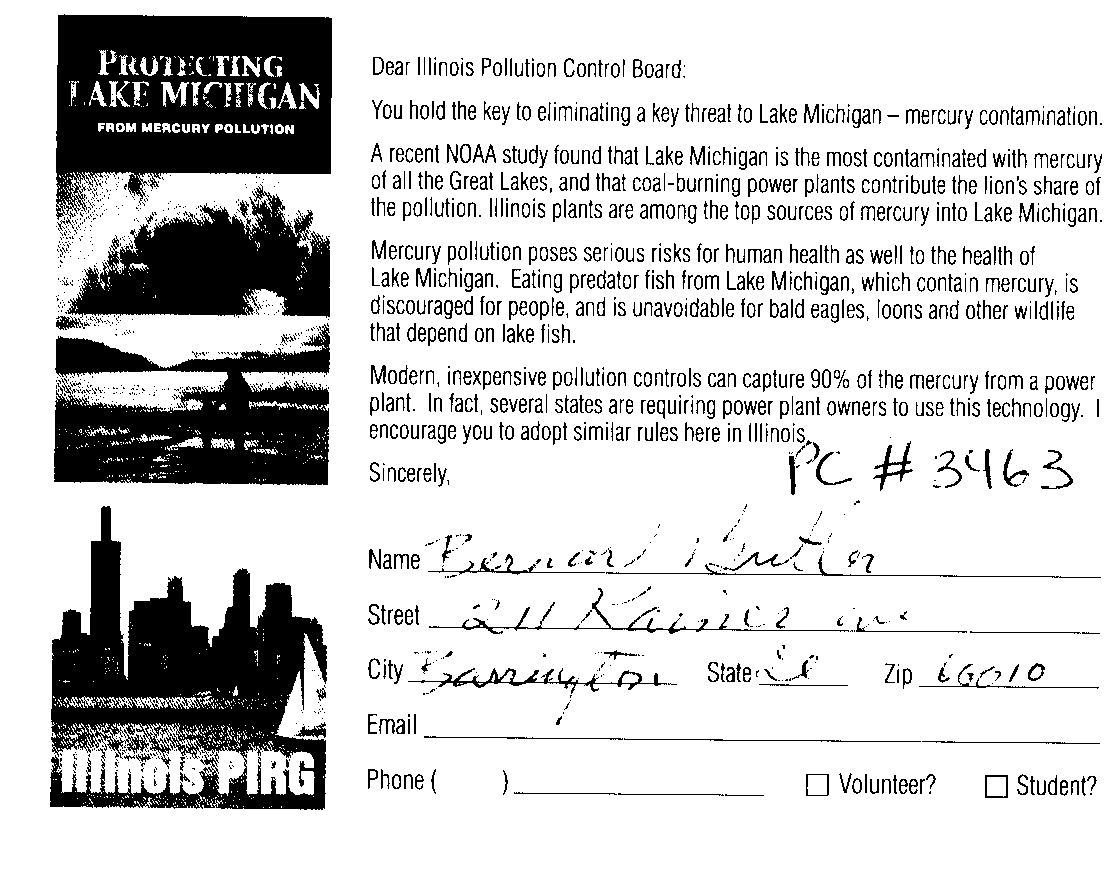 PROTECTING
LAKE MICHIGAN
FROM MERCURY POLLUTION
Illinois PIRG
Dear Illinois Pollution Control Board:
You hold the key to eliminating a key threat to Lake Michigan – mercury contamination.
A recent NOAA study found that Lake Michigan is the most contaminated with mercury
of all the Great Lakes, and that coal-burning power plants contribute the lion's share of
the pollution. Illinois plants are among the top sources of mercury into Lake Michigan.
Mercury pollution poses serious risks for human health as well to the health of
Lake Michigan. Eating predator fish from Lake Michigan, which contain mercury, is
discouraged for people, and is unavoidable for bald eagles, loons and other wildlife
that depend on lake fish.
Modern, inexpensive pollution controls can capture 90% of the mercury from a power
plant. In fact, several states are requiring power plant owners to use this technology. I
encourage you to adopt similar rules here in Illinois.
Sincerely,
PC # 3463
Name Bernard Butler
Street 211 ave
City Barrington State Il Zip 60010
Email
Phone ( )
Volunteer? Student?